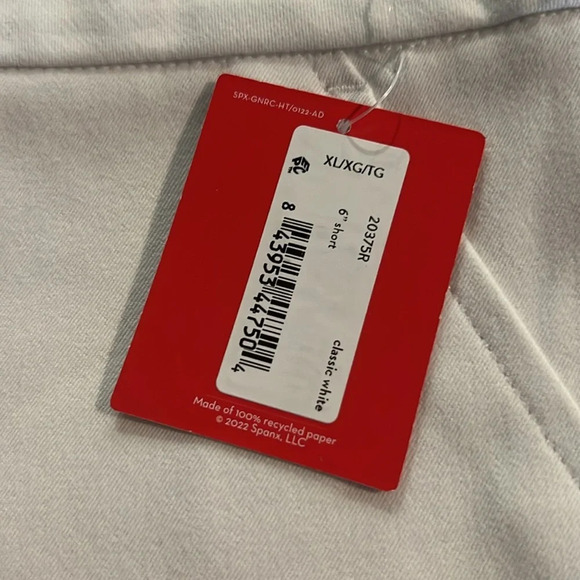 SPX-GNRC-HT/0122-AD
XL/XG/TG
20375R
6" short
classic white
8 43953 44750 4
Made of 100% recycled paper
© 2022 Spanx, LLC